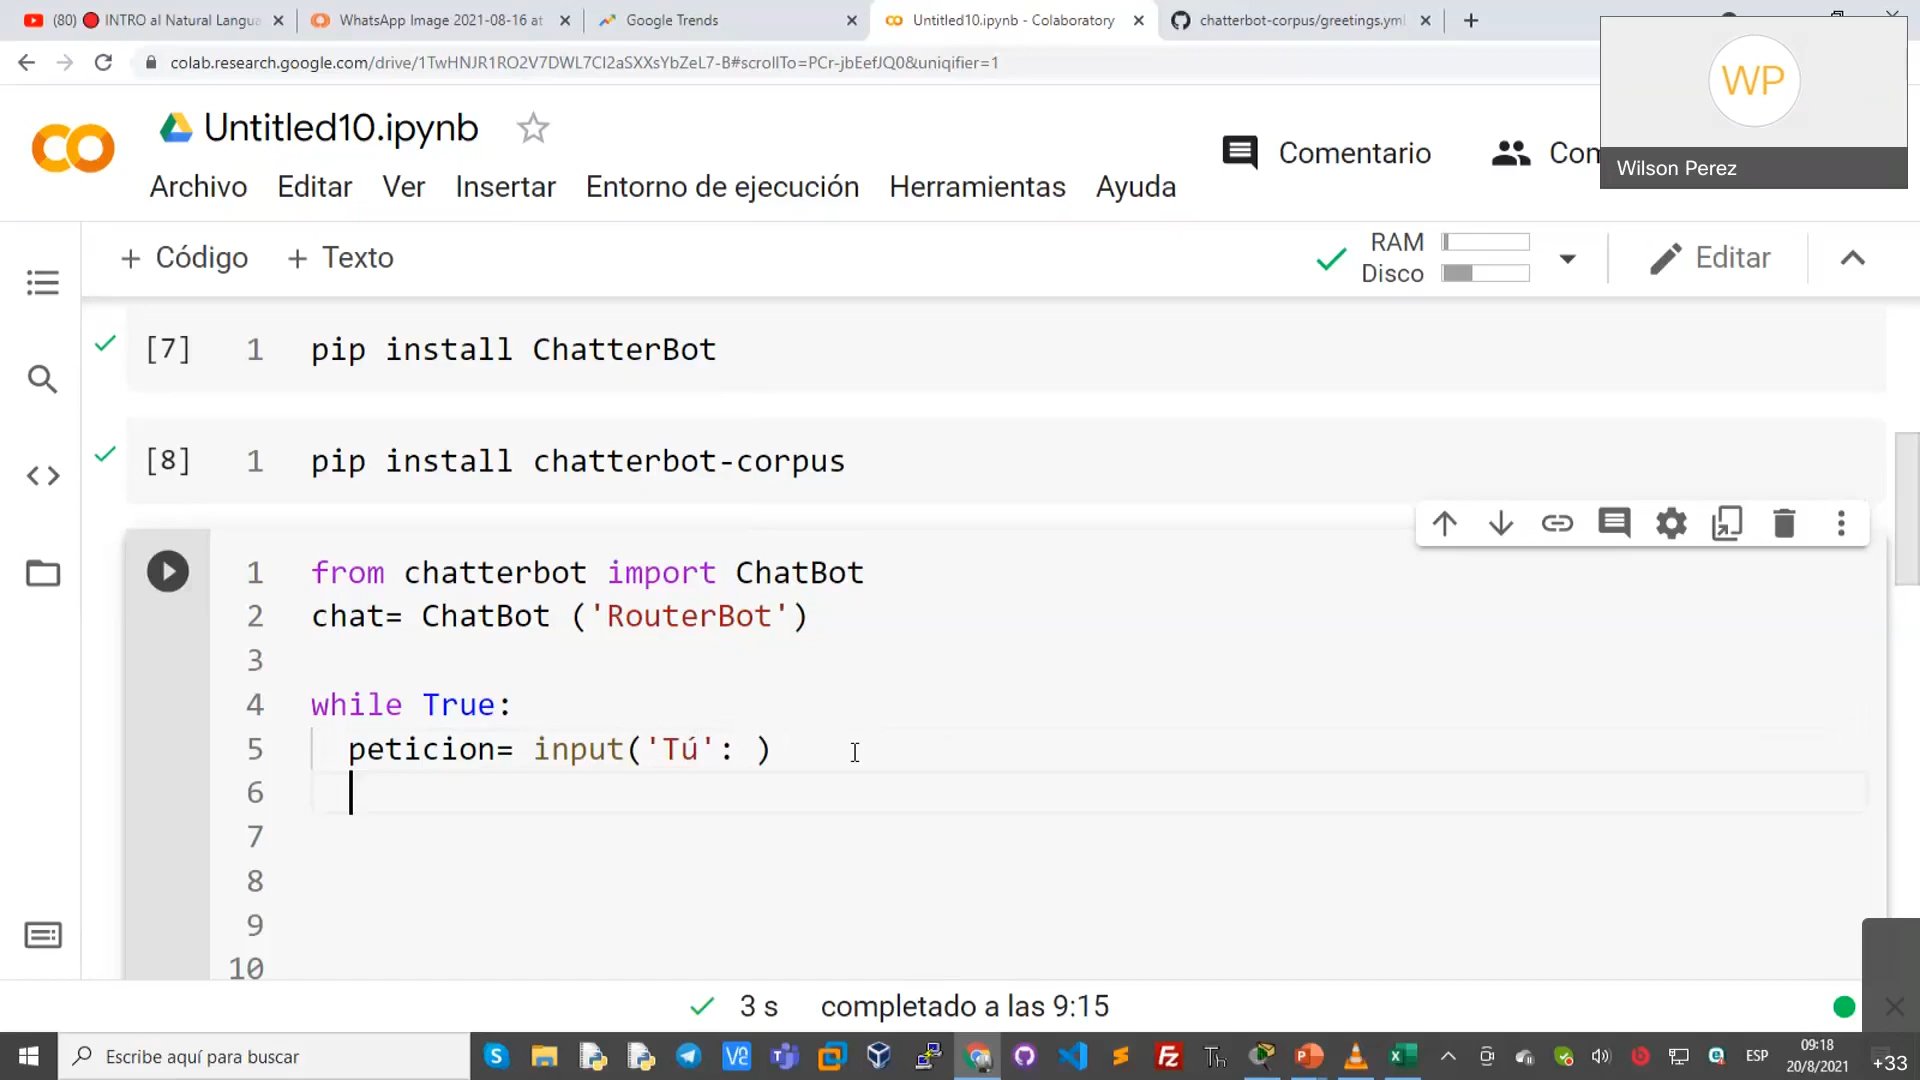 (80) 🔴 INTRO al Natural Langua
WhatsApp Image 2021-08-16 at
Google Trends
Untitled10.ipynb - Colaboratory
chatterbot-corpus/greetings.yml
colab.research.google.com/drive/1TwHNJR1RO2V7DWL7CI2aSXXsYbZeL7-B#scrollTo=PCr-jbEefJQ0&uniqifier=1
WP
Wilson Perez
Untitled10.ipynb
Comentario
Com
Archivo Editar Ver Insertar Entorno de ejecución Herramientas Ayuda
+ Código + Texto
RAM
Disco
Editar
[7] 1 pip install ChatterBot
[8] 1 pip install chatterbot-corpus
1 from chatterbot import ChatBot
2 chat= ChatBot ('RouterBot')
3
4 while True:
5 peticion= input('Tú': )
6
7
8
9
10
3 s completado a las 9:15
Escribe aquí para buscar
ESP
09:18
20/8/2021
+33